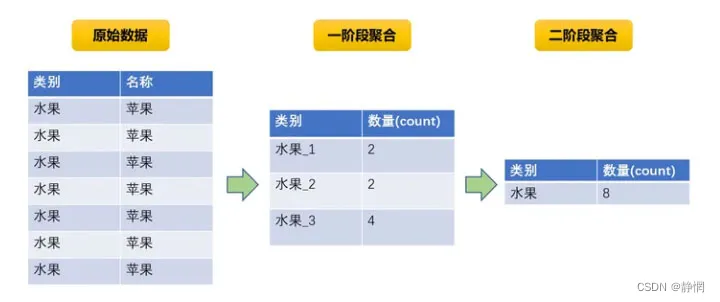 原始数据
一阶段聚合
二阶段聚合
类别 名称
水果 苹果
水果 苹果
水果 苹果
水果 苹果
水果 苹果
水果 苹果
水果 苹果
类别 数量(count)
水果_1 2
水果_2 2
水果_3 4
类别 数量(count)
水果 8
CSDN @静惘